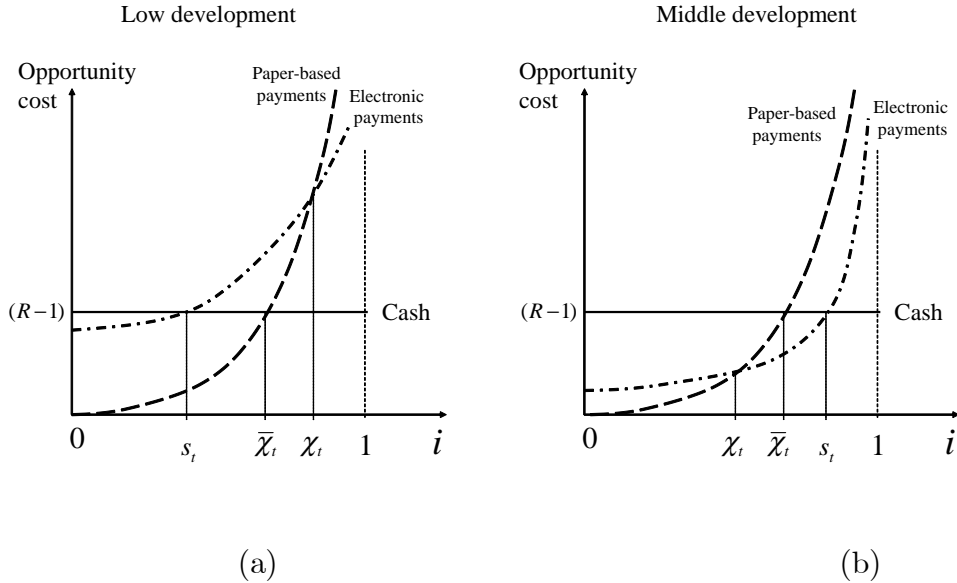 Low development
Opportunity
cost
Paper-based
payments
Electronic
payments
(R−1)
Cash
0
s_t
χ̅_t
χ_t
1
i
(a)
Middle development
Opportunity
cost
Paper-based
payments
Electronic
payments
(R−1)
Cash
0
χ_t
χ̅_t
s_t
1
i
(b)